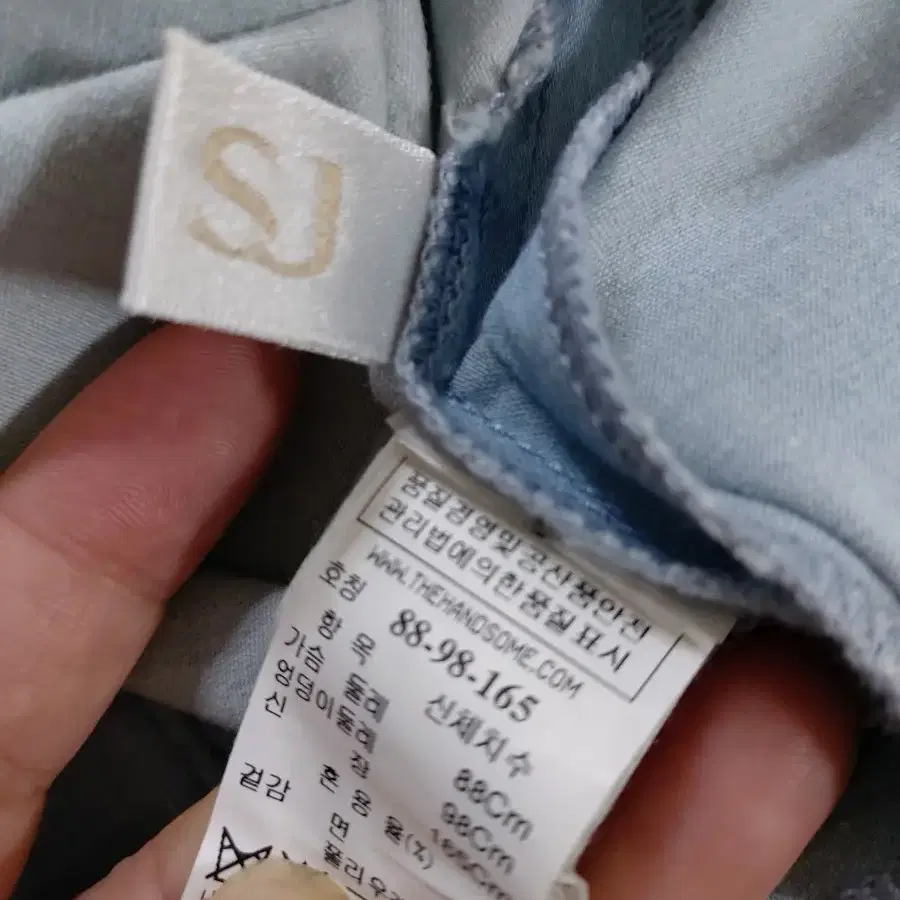 SJ
품질경영및공산품안전
관리법에의한품질표시
WWW.THEHANDSOME.COM
호칭 88-98-165
항 목 신체치수
가슴둘레 88Cm
엉덩이둘레 98Cm
신 장 165Cm
겉감 혼용율(%)
면
폴리우